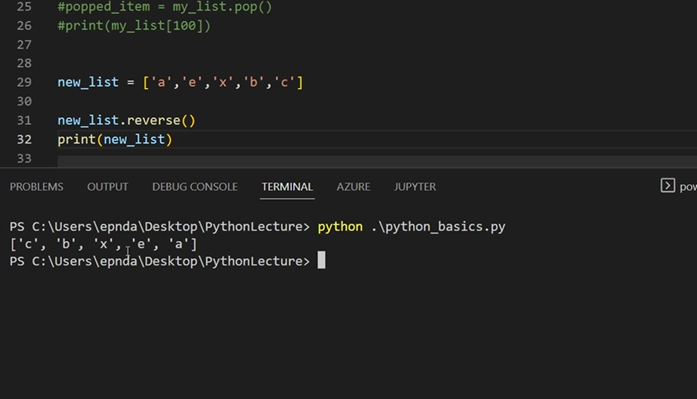 25 #popped_item = my_list.pop()
26 #print(my_list[100])
27
28
29 new_list = ['a','e','x','b','c']
30
31 new_list.reverse()
32 print(new_list)
33
PROBLEMS OUTPUT DEBUG CONSOLE TERMINAL AZURE JUPYTER pow
PS C:\Users\epnda\Desktop\PythonLecture> python .\python_basics.py
['c', 'b', 'x', 'e', 'a']
PS C:\Users\epnda\Desktop\PythonLecture>